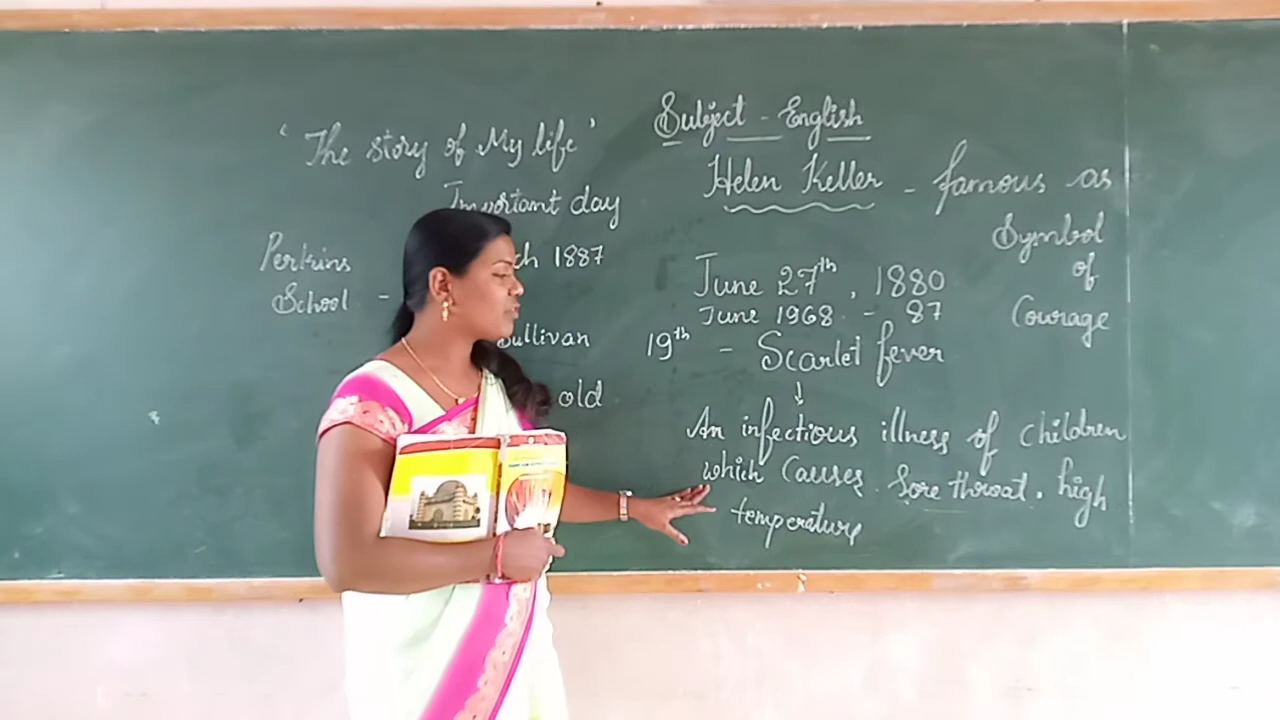 "The story of My life"
Important day
Perkins
School -
ch 1887
Sullivan
old
Subject - English
Helen Keller - famous as
Symbol
of
Courage
June 27th, 1880
June 1968 - 87
19th - Scarlet fever
↓
An infectious illness of children
which Causes Sore throat, high
temperature